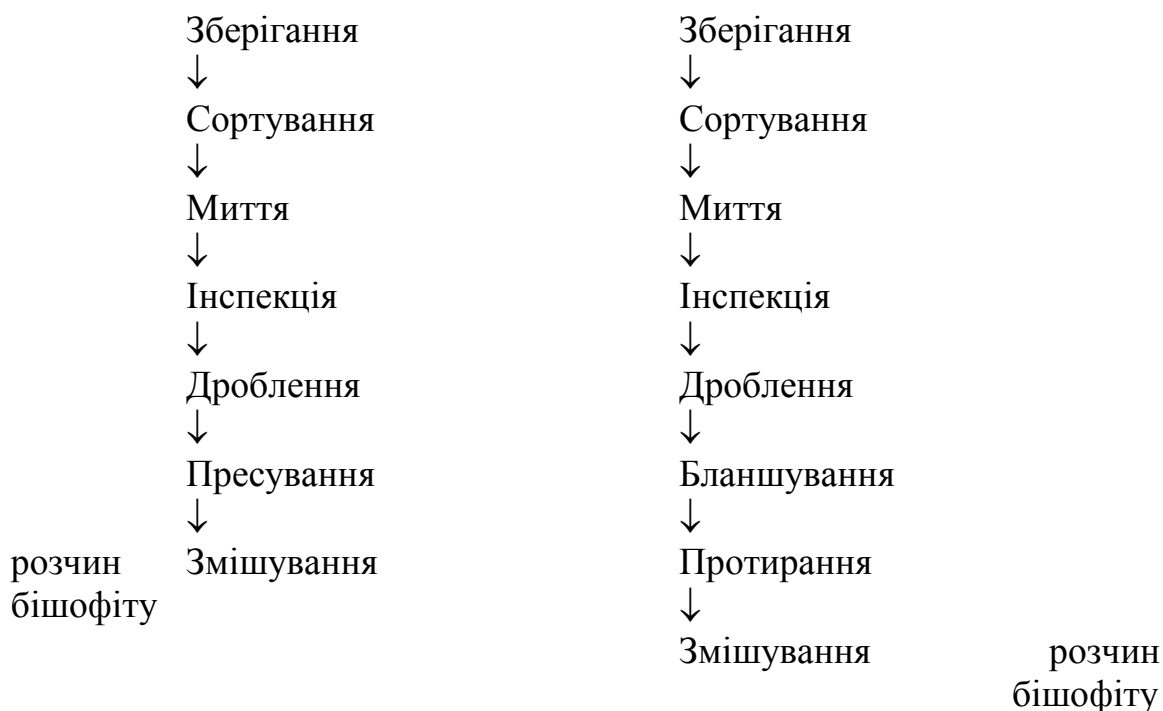 Зберігання Зберігання
↓ ↓
Сортування Сортування
↓ ↓
Миття Миття
↓ ↓
Інспекція Інспекція
↓ ↓
Дроблення Дроблення
↓ ↓
Пресування Бланшування
↓ ↓
розчин Змішування Протирання
бішофіту ↓
Змішування розчин
бішофіту